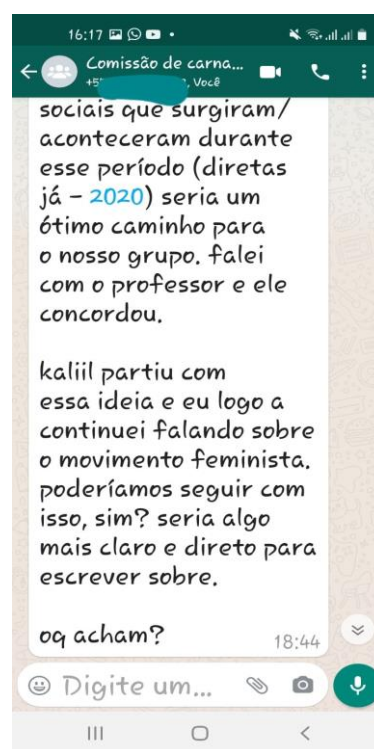 16:17
Comissão de carna...
, Você
sociais que surgiram/
aconteceram durante
esse período (diretas
já – 2020) seria um
ótimo caminho para
o nosso grupo. falei
com o professor e ele
concordou.
kaliil partiu com
essa ideia e eu logo a
continuei falando sobre
o movimento feminista.
poderíamos seguir com
isso, sim? seria algo
mais claro e direto para
escrever sobre.
oq acham?
18:44
Digite um...